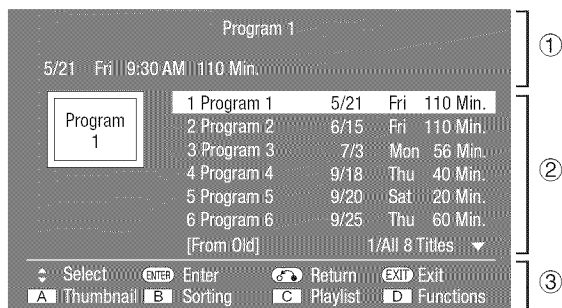 Program 1
5/21 Fri 9:30 AM 110 Min.
①
Program
1
1 Program 1 5/21 Fri 110 Min.
2 Program 2 6/15 Fri 110 Min.
3 Program 3 7/3 Mon 56 Min.
4 Program 4 9/18 Thu 40 Min.
5 Program 5 9/20 Sat 20 Min.
6 Program 6 9/25 Thu 60 Min.
[From Old] 1/All 8 Titles
②
Select ENTER Enter Return EXIT Exit
A Thumbnail B Sorting C Playlist D Functions
③